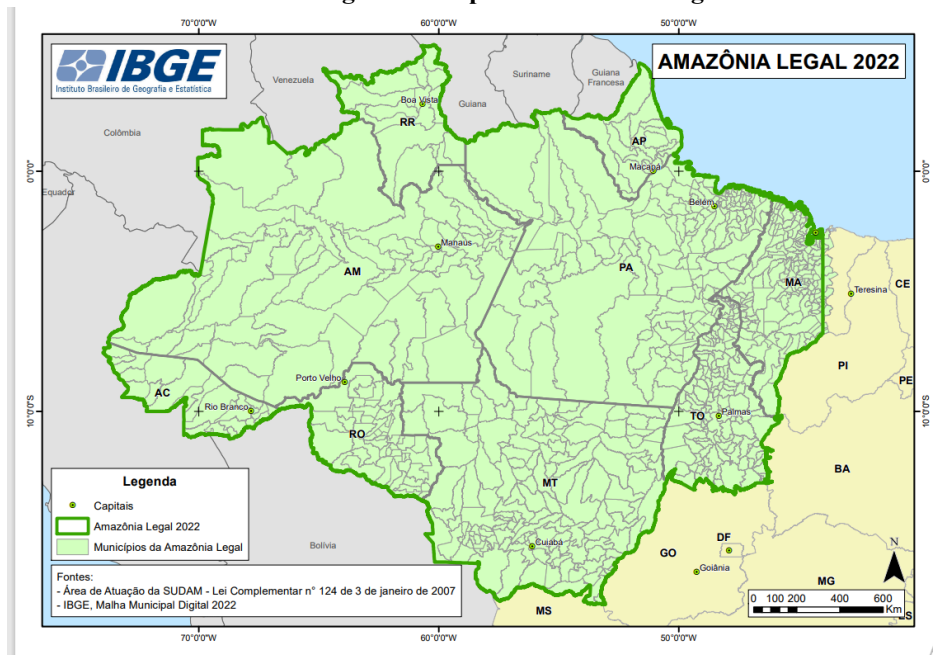 70°0'0"W 60°0'0"W 50°0'0"W
IBGE
Instituto Brasileiro de Geografia e Estatística
AMAZÔNIA LEGAL 2022
Venezuela
Suriname
Guiana
Francesa
Guiana
Colômbia
Equador
Boa Vista
RR
AP
Macapá
0°0'0"
0°0'0"
Belém
Manaus
AM
PA
MA
Teresina
CE
PI
PE
Porto Velho
AC
Rio Branco
10°0'0"S
10°0'0"S
RO
TO
Palmas
MT
BA
Legenda
Capitais
Amazônia Legal 2022
Municípios da Amazônia Legal
Bolívia
Cuiabá
GO
DF
Goiânia
N
MG
MS
ES
Fontes:
- Área de Atuação da SUDAM - Lei Complementar n° 124 de 3 de janeiro de 2007
- IBGE, Malha Municipal Digital 2022
0 100 200 400 600
Km
70°0'0"W 60°0'0"W 50°0'0"W